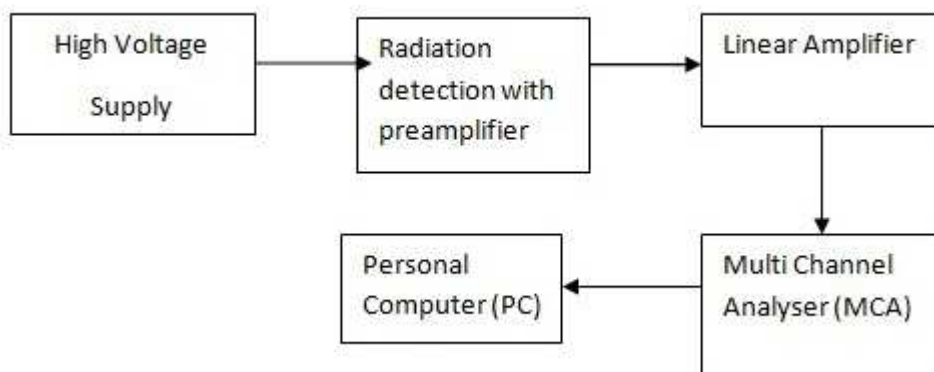 High Voltage
Supply
Radiation
detection with
preamplifier
Linear Amplifier
Multi Channel
Analyser (MCA)
Personal
Computer (PC)